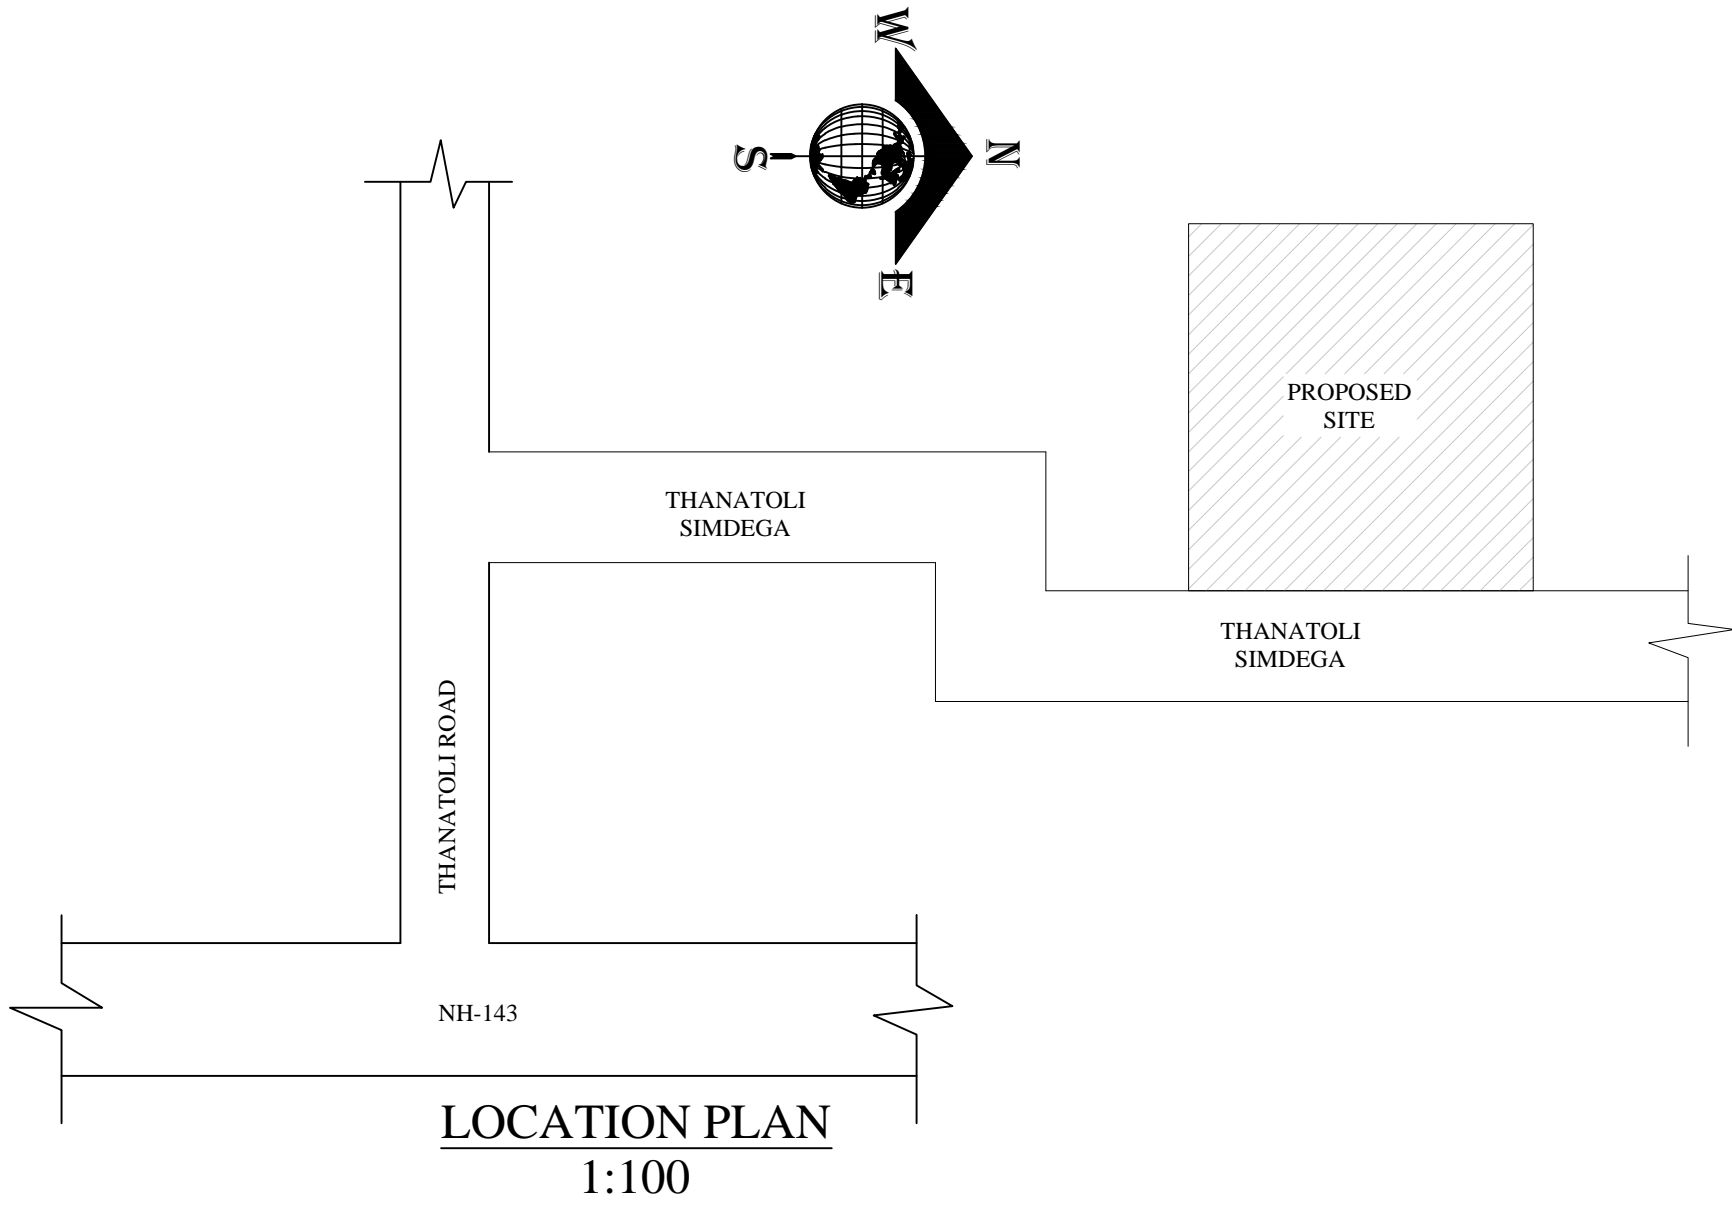 W
N
S
E
PROPOSED
SITE
THANATOLI
SIMDEGA
THANATOLI
SIMDEGA
THANATOLI ROAD
NH-143
LOCATION PLAN
1:100